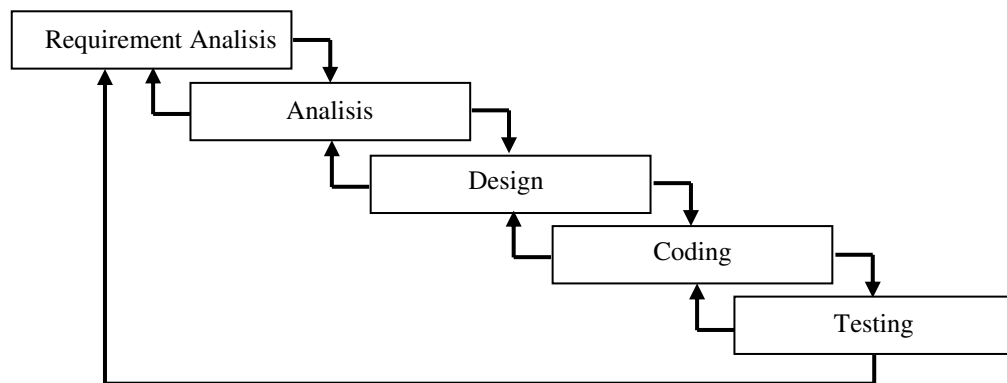 Requirement Analisis
Analisis
Design
Coding
Testing